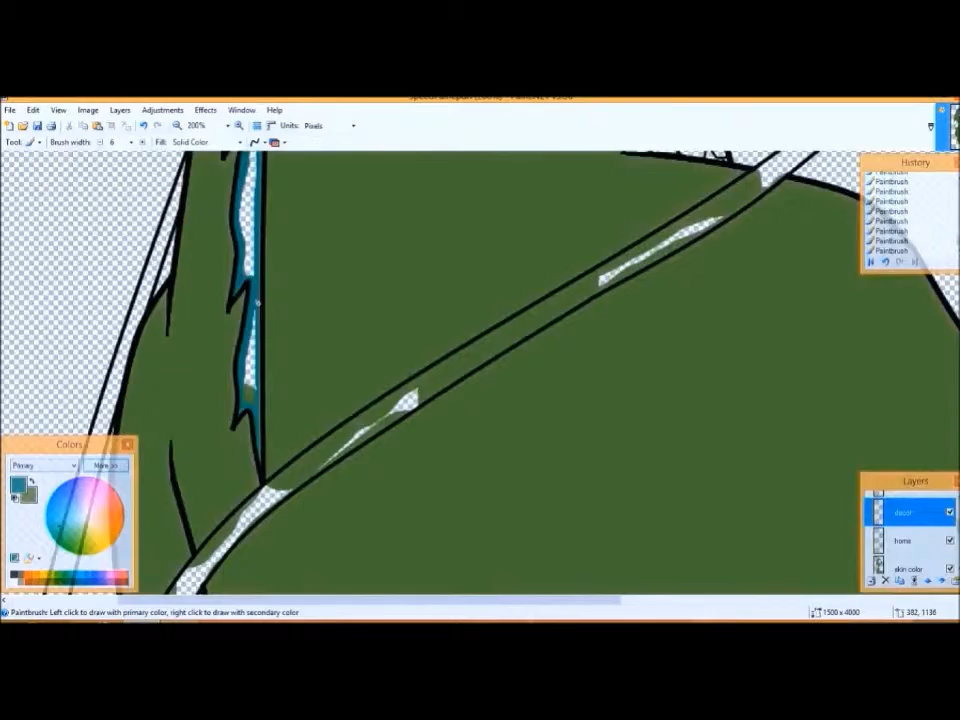 File Edit View Image Layers Adjustments Effects Window Help
200% Units: Pixels
Tool: Brush width: 6 Fill: Solid Color
History
Paintbrush
Paintbrush
Paintbrush
Paintbrush
Paintbrush
Paintbrush
Paintbrush
Colors
Primary More >>
Layers
home
skin color
Paintbrush: Left click to draw with primary color, right click to draw with secondary color 1500 x 4000 382, 1136